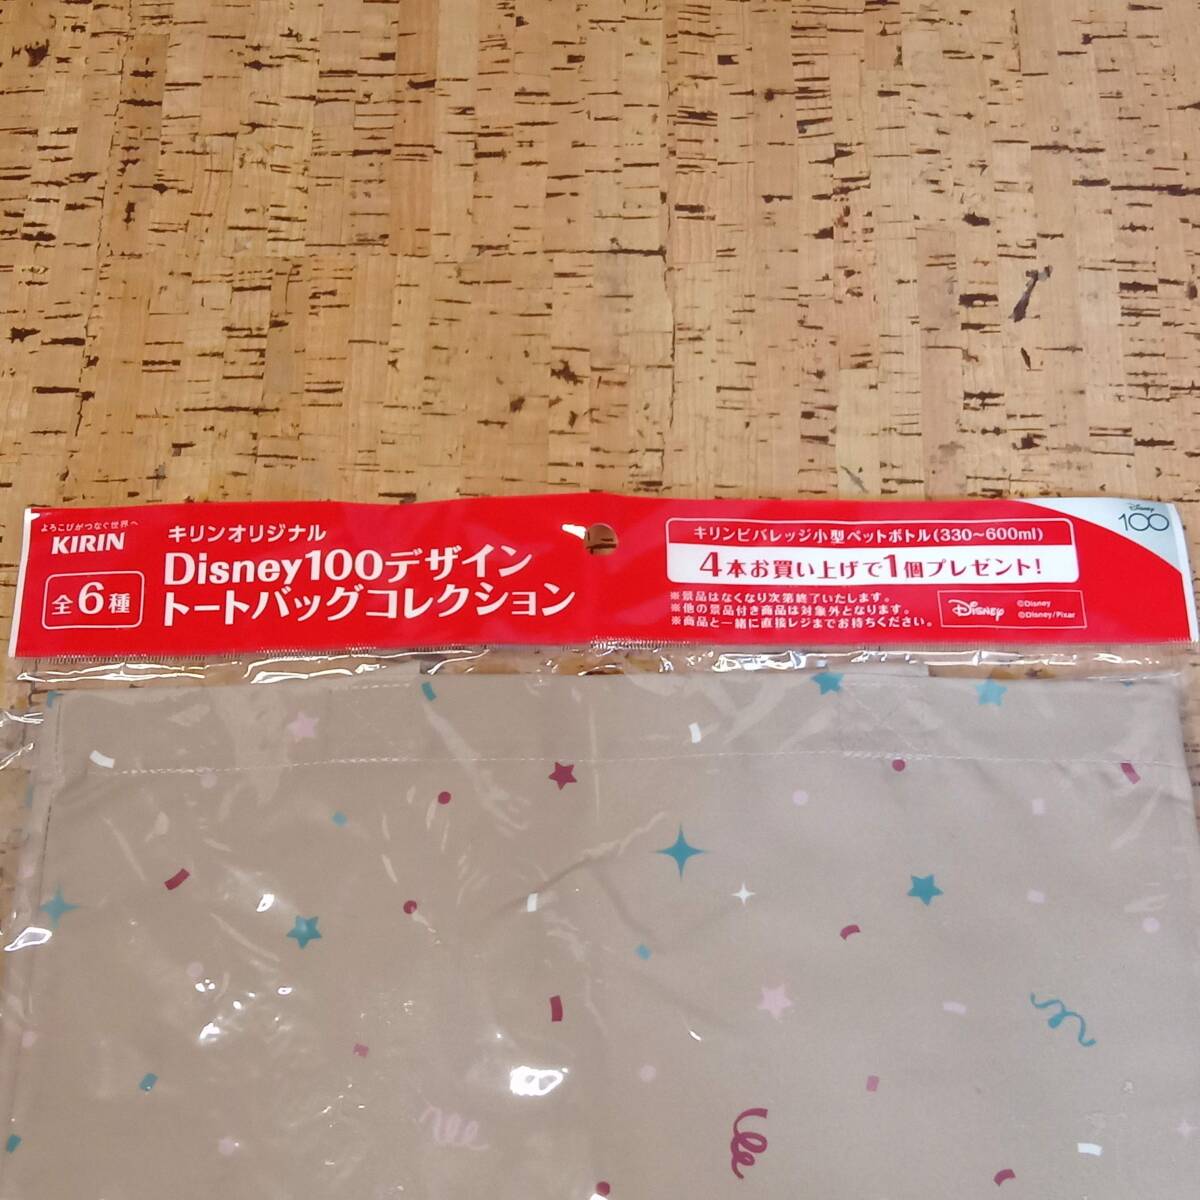 よろこびがつなぐ世界へ
KIRIN
全6種
キリンオリジナル
Disney100デザイン
トートバッグコレクション
キリンビバレッジ小型ペットボトル(330~600ml)
4本お買い上げで1個プレゼント!
※景品はなくなり次第終了いたします。
※他の景品付き商品は対象外となります。
※商品と一緒に直接レジまでお持ちください。
Disney
©Disney
©Disney/Pixar
Disney
100